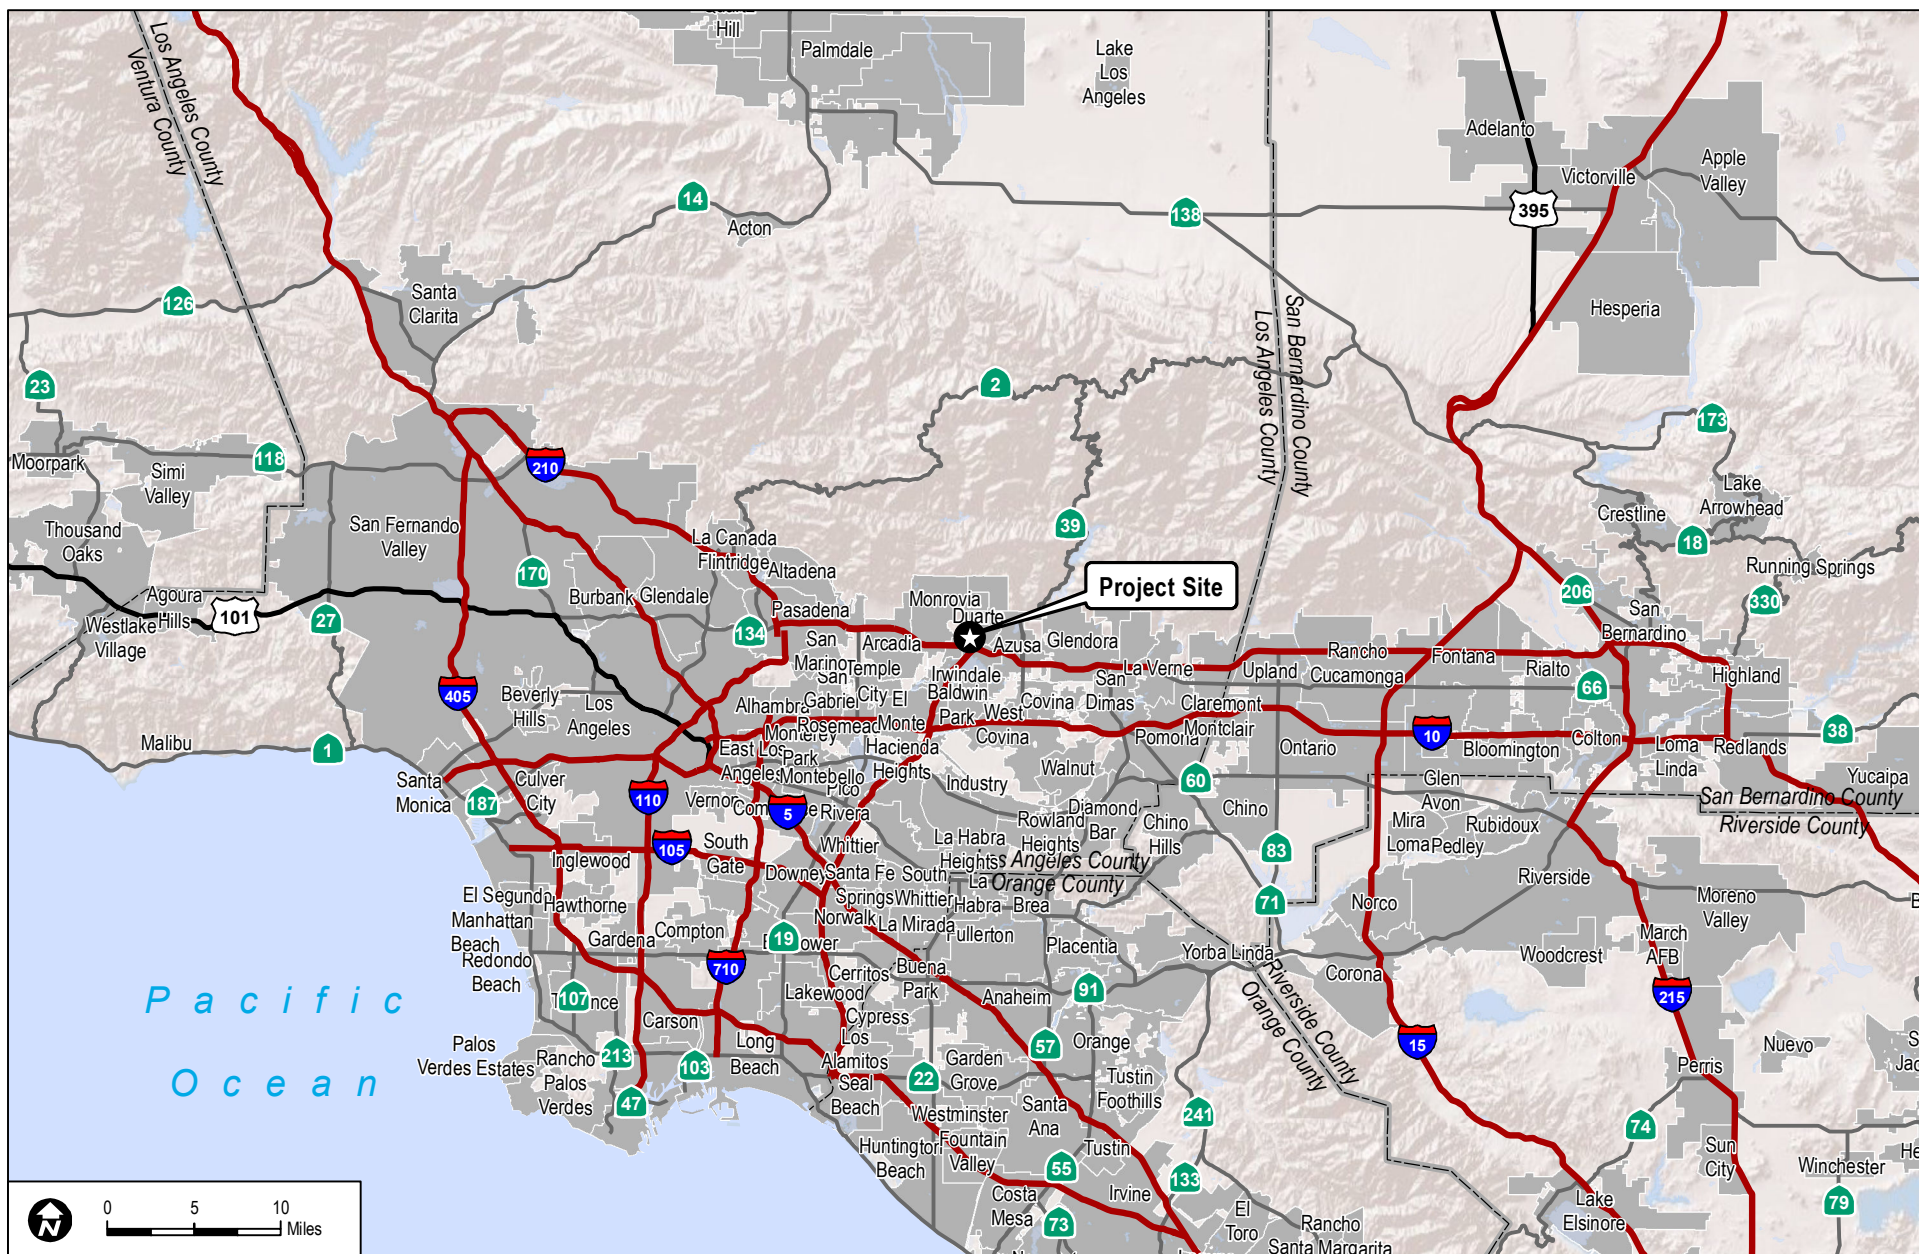 Hill
Palmdale
Lake
Los
Angeles
Los Angeles County
Ventura County
Adelanto
Victorville
Apple
Valley
395
14
Acton
138
126
Santa
Clarita
Hesperia
San Bernardino County
Los Angeles County
23
2
173
Moorpark
118
Simi
Valley
210
Lake
Arrowhead
Crestline
18
Thousand
Oaks
San Fernando
Valley
39
La Canada
Flintridge
Altadena
Running Springs
170
Project Site
206
330
Agoura
Hills
101
27
Westlake
Village
Burbank
Glendale
134
Pasadena
Monrovia
Duarte
San
Bernardino
Arcadia
Azusa
Glendora
San
Marino
Temple
City
San
Gabriel
El
Monte
Irwindale
Baldwin
Park
La Verne
San
Dimas
Upland
Rancho
Cucamonga
Fontana
Rialto
66
Highland
405
Beverly
Hills
Los
Angeles
Alhambra
Rosemead
Monterey
Park
West
Covina
Covina
Claremont
Montclair
Pomona
Ontario
10
Bloomington
Colton
Loma
Linda
Redlands
38
Yucaipa
Malibu
1
Santa
Monica
187
Culver
City
110
East Los
Angeles
Montebello
Hacienda
Heights
Industry
Walnut
60
Chino
Glen
Avon
San Bernardino County
Riverside County
Vernon
5
Pico
Rivera
Diamond
Bar
Rowland
Heights
Chino
Hills
Mira
Loma
Pedley
Rubidoux
105
South
Gate
Inglewood
Downey
Whittier
La Habra
Heights
Orange County
83
Riverside
Santa Fe
Springs
South
Whittier
La
Habra
Brea
71
Norco
Moreno
Valley
El Segundo
Hawthorne
Manhattan
Beach
Gardena
Compton
19
Norwalk
La Mirada
Fullerton
Placentia
Yorba Linda
Woodcrest
March
AFB
Redondo
Beach
710
Cerritos
Buena
Park
Corona
Riverside County
Orange County
Pacific
Ocean
107
Lakewood
Cypress
Anaheim
91
215
Carson
Long
Beach
Los
Alamitos
57
Orange
15
Nuevo
Palos
Verdes Estates
Rancho
Palos
Verdes
213
103
47
Seal
Beach
22
Garden
Grove
Tustin
Foothills
Perris
Westminster
Santa
Ana
241
74
Huntington
Beach
Fountain
Valley
Tustin
Sun
City
Winchester
55
133
79
Costa
Mesa
73
Irvine
El
Toro
Rancho
Santa Margarita
Lake
Elsinore
N
0 5 10
Miles